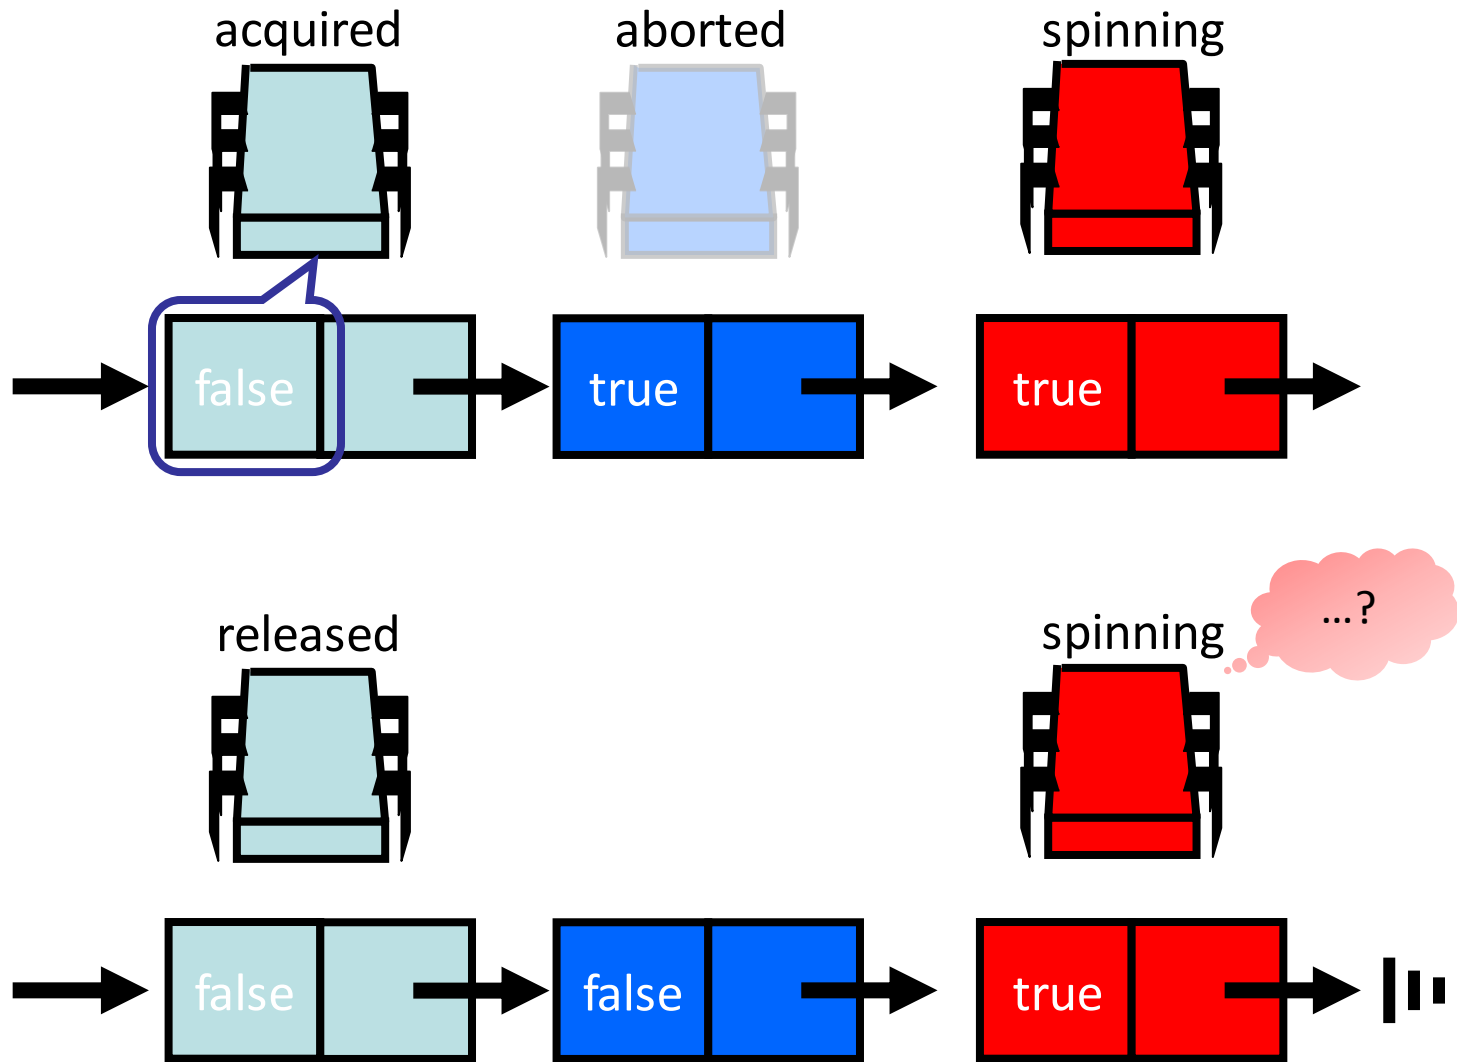 acquired aborted spinning
false true true
...?
released spinning
false false true